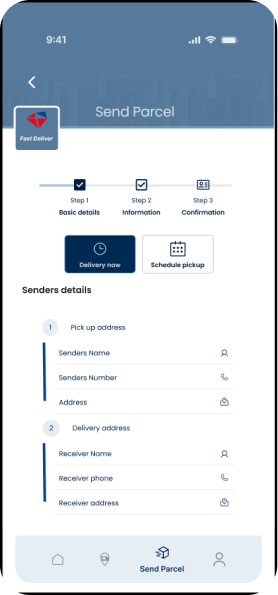 9:41
Send Parcel
Fast Deliver
Step 1
Step 2
Step 3
Basic details
Information
Confirmation
Delivery now
Schedule pickup
Senders details
1 Pick up address
Senders Name
Senders Number
Address
2 Delivery address
Receiver Name
Receiver phone
Receiver address
Send Parcel